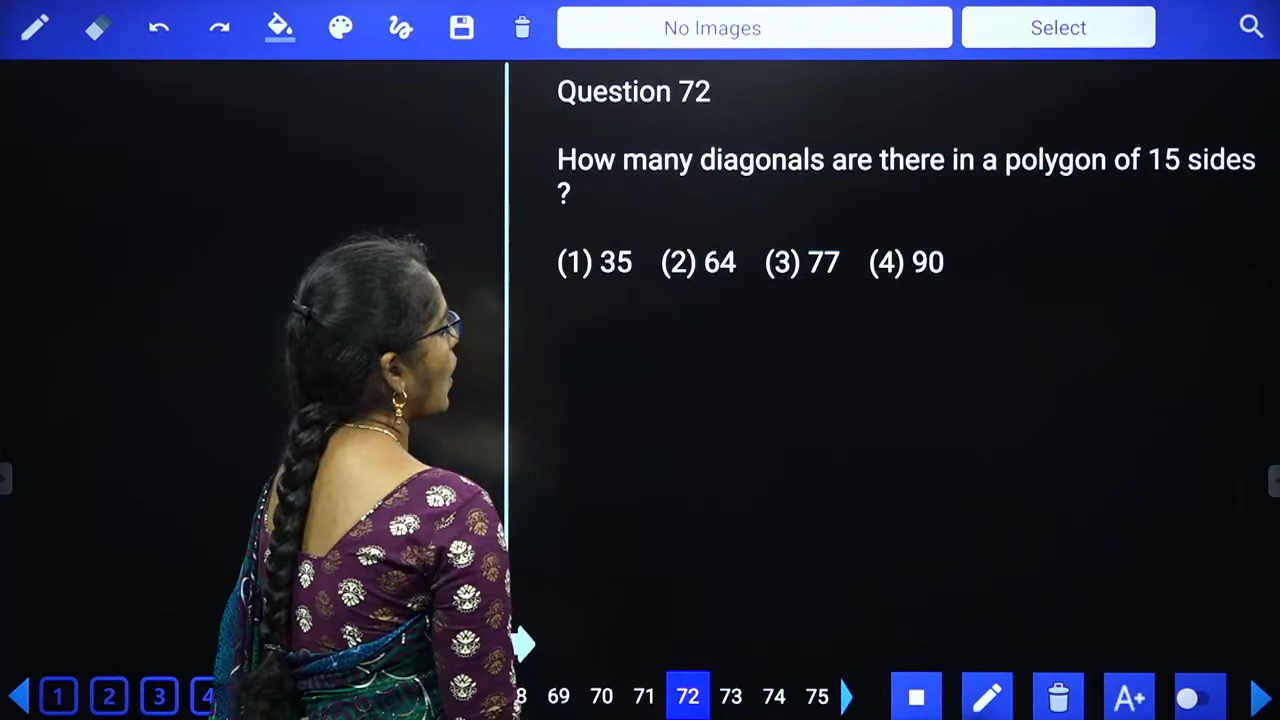 No Images
Select
Question 72
How many diagonals are there in a polygon of 15 sides
?
(1) 35 (2) 64 (3) 77 (4) 90
1 2 3 4 8 69 70 71 72 73 74 75 A+